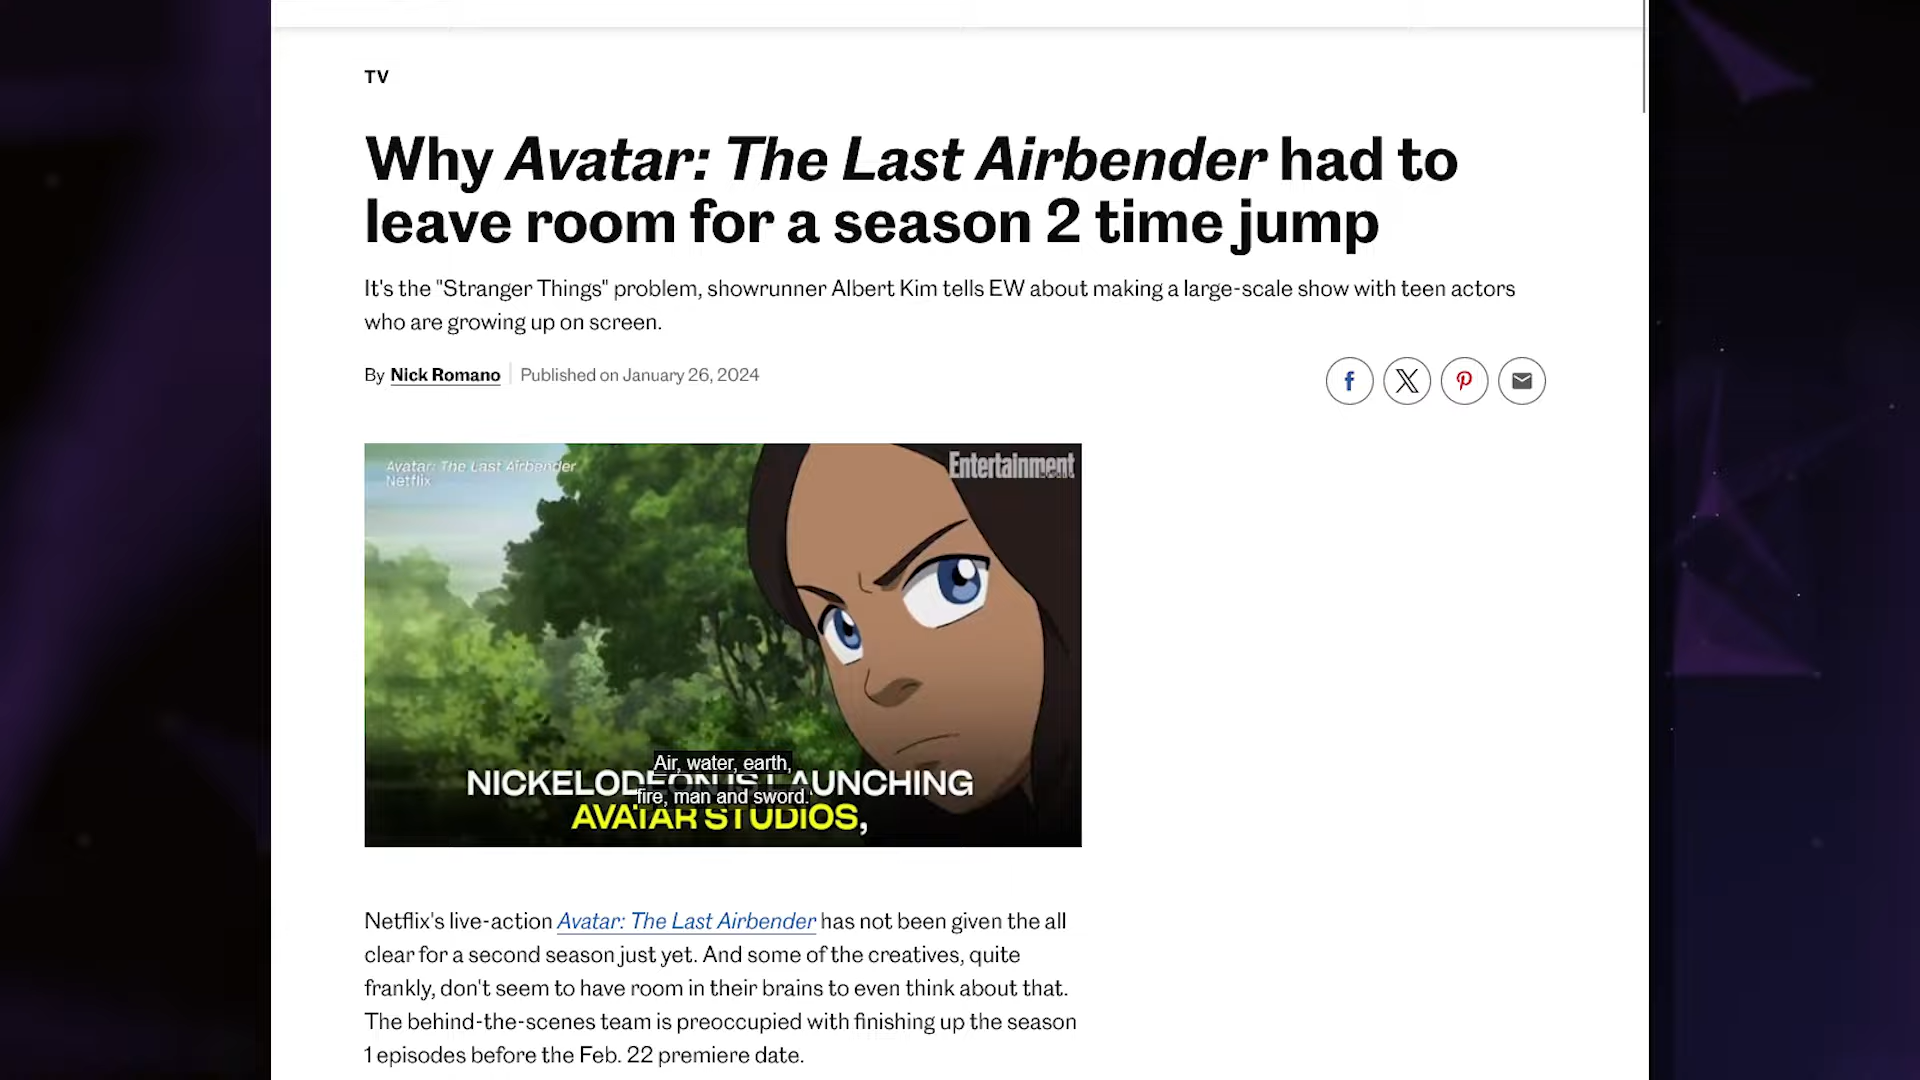 TV
Why Avatar: The Last Airbender had to
leave room for a season 2 time jump
It's the "Stranger Things" problem, showrunner Albert Kim tells EW about making a large-scale show with teen actors
who are growing up on screen.
By Nick Romano Published on January 26, 2024
Avatar: The Last Airbender
Netflix
Entertainment
Air, water, earth,
NICKELODEON IS LAUNCHING
fire, man and sword.
AVATAR STUDIOS,
Netflix's live-action Avatar: The Last Airbender has not been given the all
clear for a second season just yet. And some of the creatives, quite
frankly, don't seem to have room in their brains to even think about that.
The behind-the-scenes team is preoccupied with finishing up the season
1 episodes before the Feb. 22 premiere date.